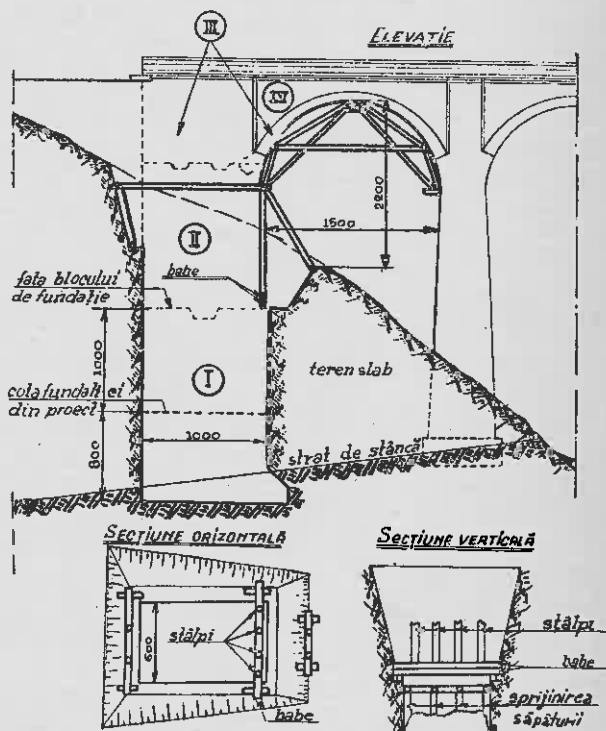 III
ELEVAȚIE
IV
2200
1500
II
babe
fața blocului
de fundație
1000
I
teren slab
cota fundației
din proect
1000
800
strat de stâncă
SECȚIUNE ORIZONTALĂ
SECȚIUNE VERTICALĂ
stâlpi
600
babe
stâlpi
babe
sprijinirea
săpăturii